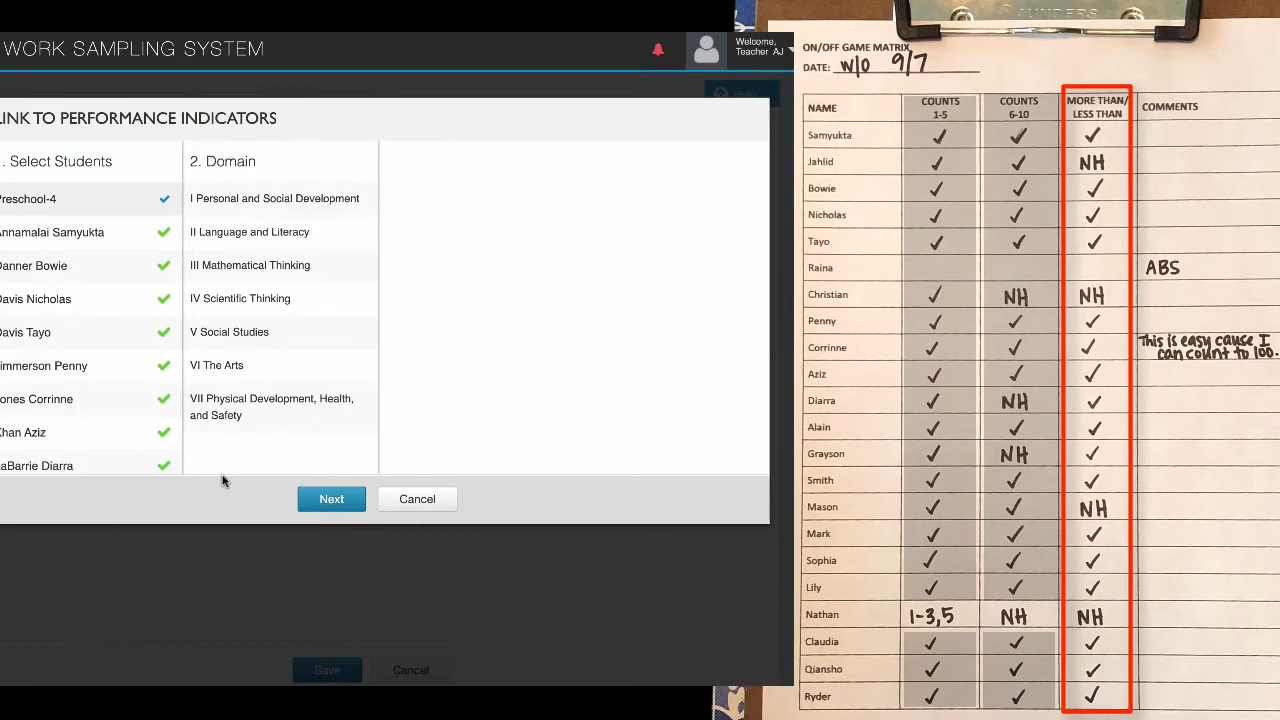 WORK SAMPLING SYSTEM
Welcome,
Teacher AJ
LINK TO PERFORMANCE INDICATORS
. Select Students
2. Domain
Preschool-4
I Personal and Social Development
Annamalai Samyukta
II Language and Literacy
Danner Bowie
III Mathematical Thinking
Davis Nicholas
IV Scientific Thinking
Davis Tayo
V Social Studies
immerson Penny
VI The Arts
ones Corrinne
VII Physical Development, Health,
and Safety
Khan Aziz
aBarrie Diarra
Next
Cancel
Save
Cancel
SAUNDERS
ON/OFF GAME MATRIX
DATE: W/O 9/7
NAME
COUNTS
1-5
COUNTS
6-10
MORE THAN/
LESS THAN
COMMENTS
Samyukta ✓ ✓ ✓
Jahlid ✓ ✓ NH
Bowie ✓ ✓ ✓
Nicholas ✓ ✓ ✓
Tayo ✓ ✓ ✓
Raina ABS
Christian ✓ NH NH
Penny ✓ ✓ ✓
Corrinne ✓ ✓ ✓ This is easy cause I
can count to 100.
Aziz ✓ ✓ ✓
Diarra ✓ NH ✓
Alain ✓ ✓ ✓
Grayson ✓ NH ✓
Smith ✓ ✓ ✓
Mason ✓ ✓ NH
Mark ✓ ✓ ✓
Sophia ✓ ✓ ✓
Lily ✓ ✓ ✓
Nathan 1-3,5 NH NH
Claudia ✓ ✓ ✓
Qiansho ✓ ✓ ✓
Ryder ✓ ✓ ✓